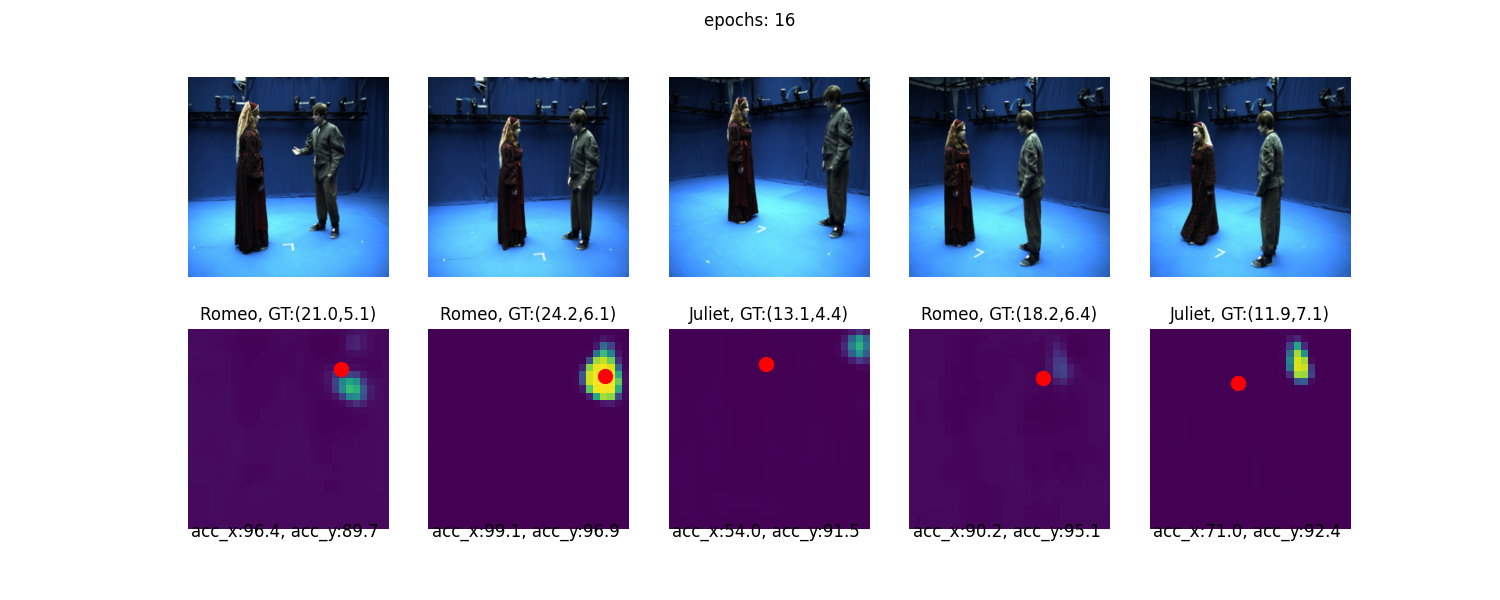 epochs: 16
Romeo, GT:(21.0,5.1)
Romeo, GT:(24.2,6.1)
Juliet, GT:(13.1,4.4)
Romeo, GT:(18.2,6.4)
Juliet, GT:(11.9,7.1)
acc_x:96.4, acc_y:89.7
acc_x:99.1, acc_y:96.9
acc_x:54.0, acc_y:91.5
acc_x:90.2, acc_y:95.1
acc_x:71.0, acc_y:92.4